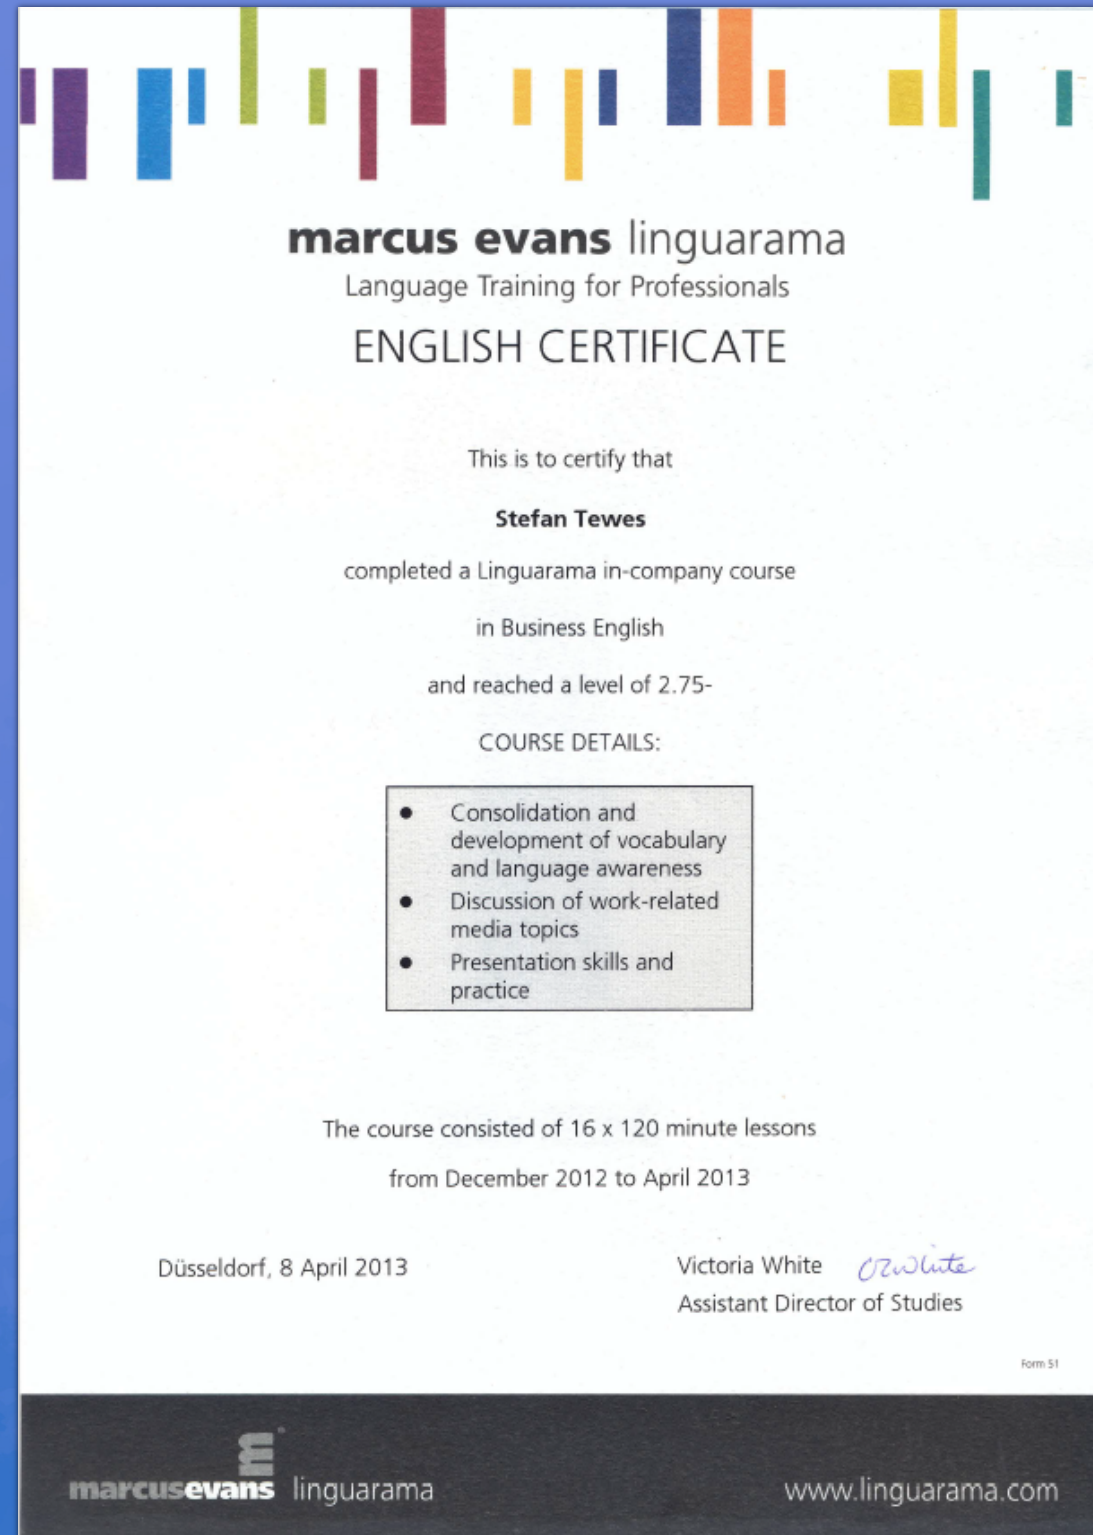 marcus evans linguarama
Language Training for Professionals
ENGLISH CERTIFICATE
This is to certify that
Stefan Tewes
completed a Linguarama in-company course
in Business English
and reached a level of 2.75-
COURSE DETAILS:
● Consolidation and
development of vocabulary
and language awareness
● Discussion of work-related
media topics
● Presentation skills and
practice
The course consisted of 16 x 120 minute lessons
from December 2012 to April 2013
Düsseldorf, 8 April 2013
Victoria White
Assistant Director of Studies
Form 51
marcusevans linguarama
www.linguarama.com